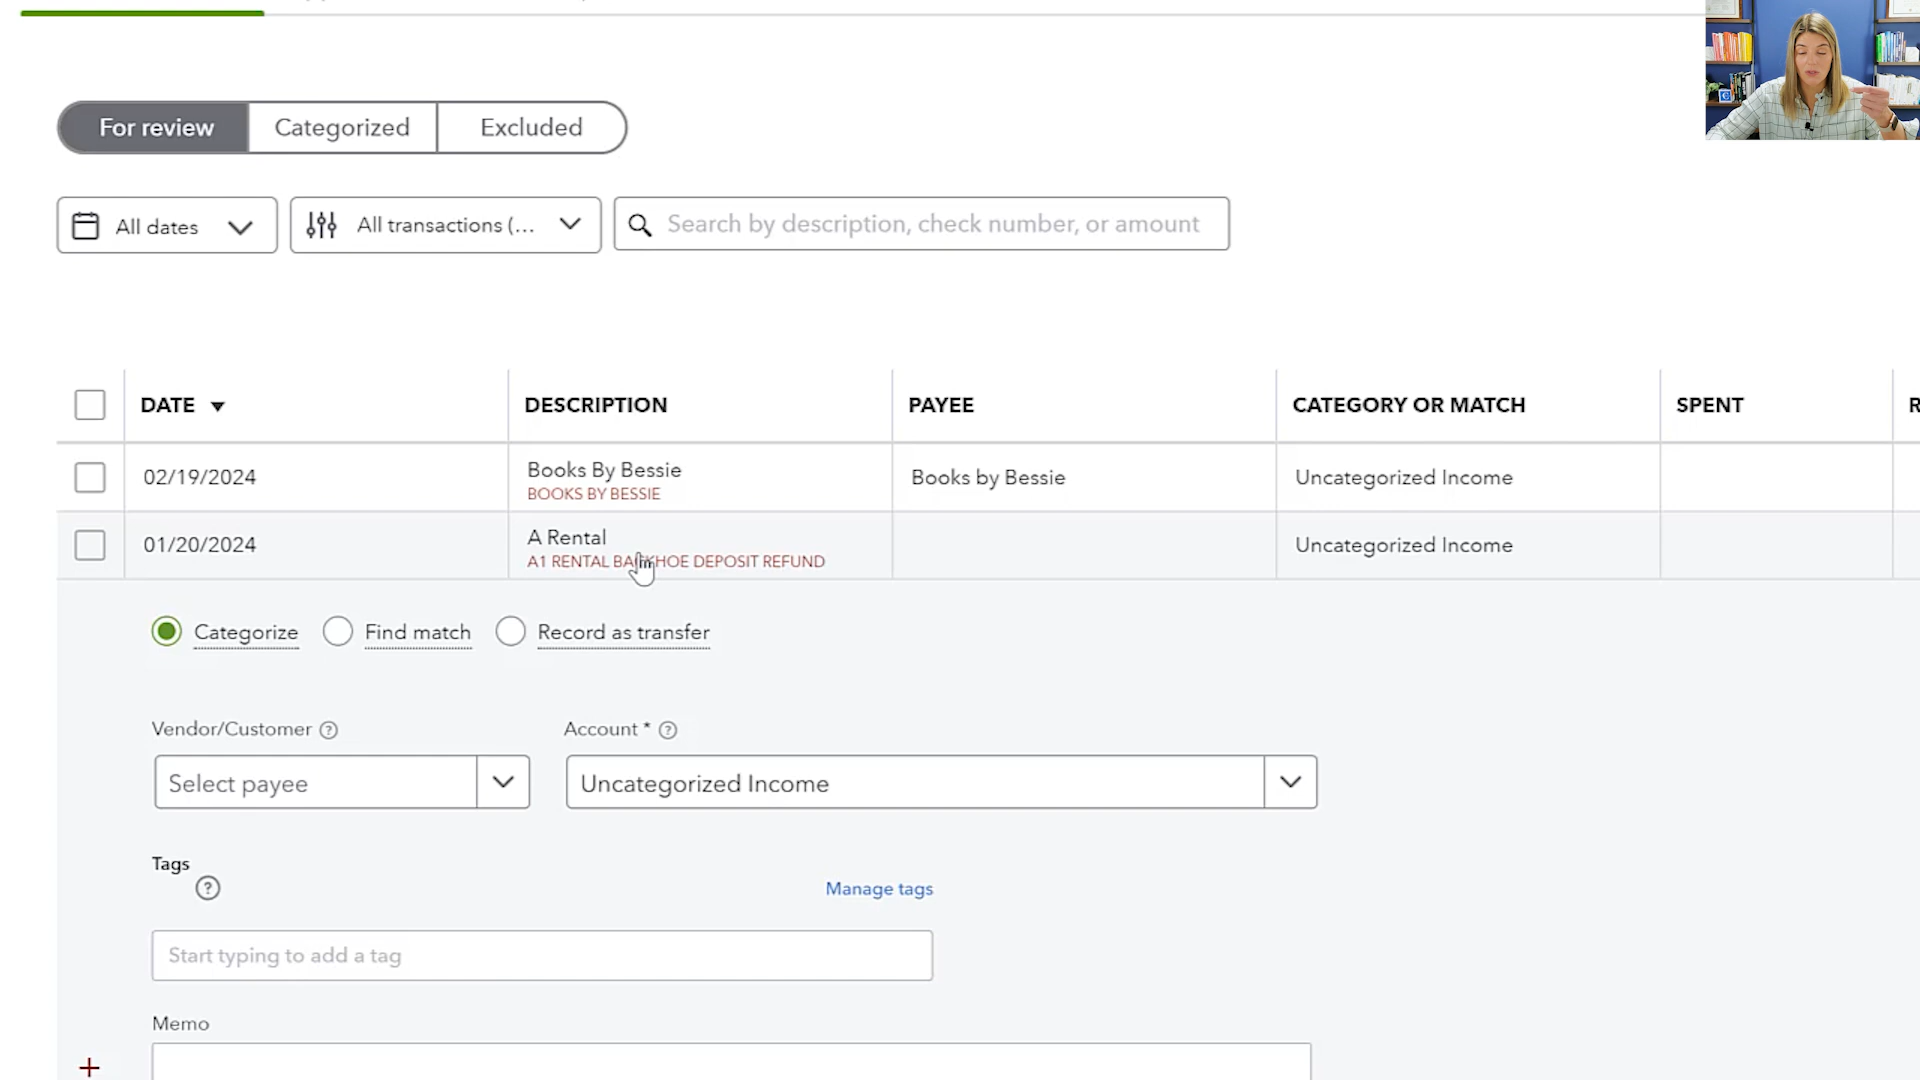 For review Categorized Excluded
All dates All transactions (... Search by description, check number, or amount
DATE DESCRIPTION PAYEE CATEGORY OR MATCH SPENT R
02/19/2024 Books By Bessie Books by Bessie Uncategorized Income
BOOKS BY BESSIE
01/20/2024 A Rental Uncategorized Income
A1 RENTAL BACKHOE DEPOSIT REFUND
Categorize Find match Record as transfer
Vendor/Customer ? Account * ?
Select payee Uncategorized Income
Tags
? Manage tags
Start typing to add a tag
Memo